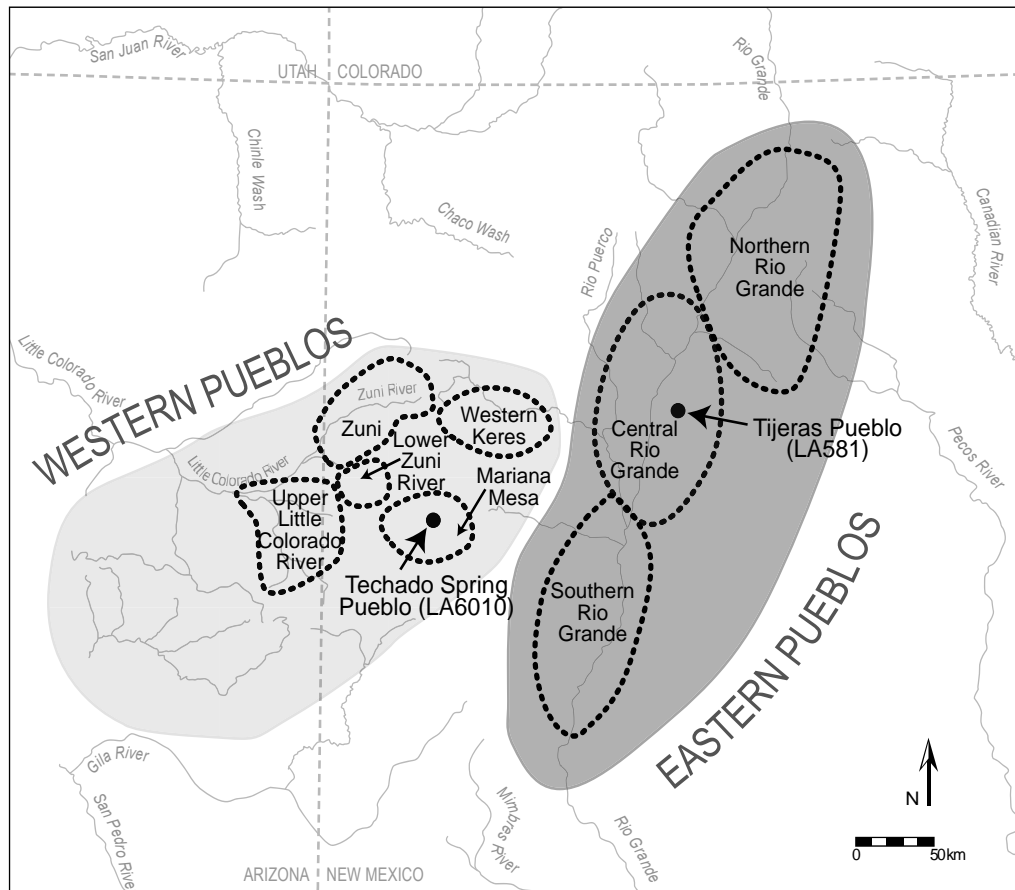 San Juan River
UTAH
COLORADO
Rio Grande
Chinle Wash
Chaco Wash
Rio Puerco
Canadian River
Northern
Rio
Grande
Little Colorado River
WESTERN PUEBLOS
Zuni River
Zuni
Western
Keres
Lower
Zuni
River
Little Colorado River
Mariana
Mesa
Upper
Little
Colorado
River
Techado Spring
Pueblo (LA6010)
Central
Rio
Grande
Tijeras Pueblo
(LA581)
Pecos River
Southern
Rio
Grande
EASTERN PUEBLOS
Gila River
San Pedro Rive
Mimbres River
Rio Grande
ARIZONA
NEW MEXICO
N
0
50km